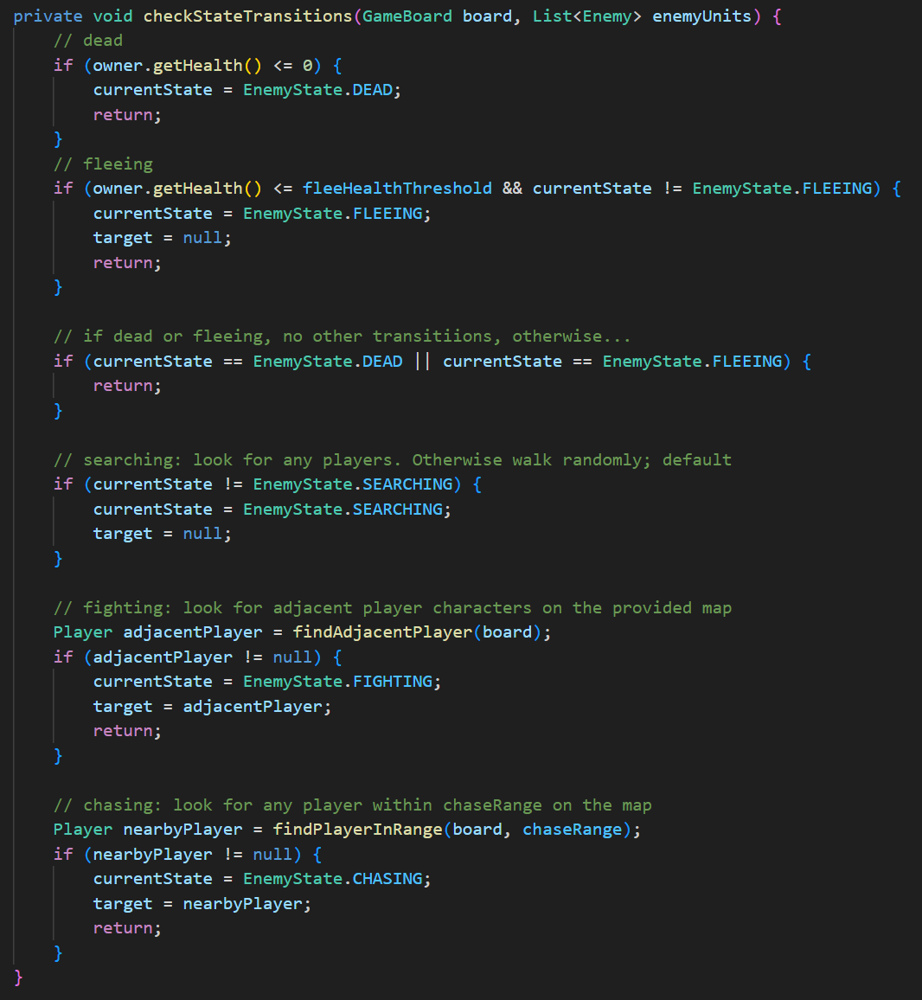 private void checkStateTransitions(GameBoard board, List<Enemy> enemyUnits) {
    // dead
    if (owner.getHealth() <= 0) {
        currentState = EnemyState.DEAD;
        return;
    }
    // fleeing
    if (owner.getHealth() <= fleeHealthThreshold && currentState != EnemyState.FLEEING) {
        currentState = EnemyState.FLEEING;
        target = null;
        return;
    }

    // if dead or fleeing, no other transitiions, otherwise...
    if (currentState == EnemyState.DEAD || currentState == EnemyState.FLEEING) {
        return;
    }

    // searching: look for any players. Otherwise walk randomly; default
    if (currentState != EnemyState.SEARCHING) {
        currentState = EnemyState.SEARCHING;
        target = null;
    }

    // fighting: look for adjacent player characters on the provided map
    Player adjacentPlayer = findAdjacentPlayer(board);
    if (adjacentPlayer != null) {
        currentState = EnemyState.FIGHTING;
        target = adjacentPlayer;
        return;
    }

    // chasing: look for any player within chaseRange on the map
    Player nearbyPlayer = findPlayerInRange(board, chaseRange);
    if (nearbyPlayer != null) {
        currentState = EnemyState.CHASING;
        target = nearbyPlayer;
        return;
    }
}